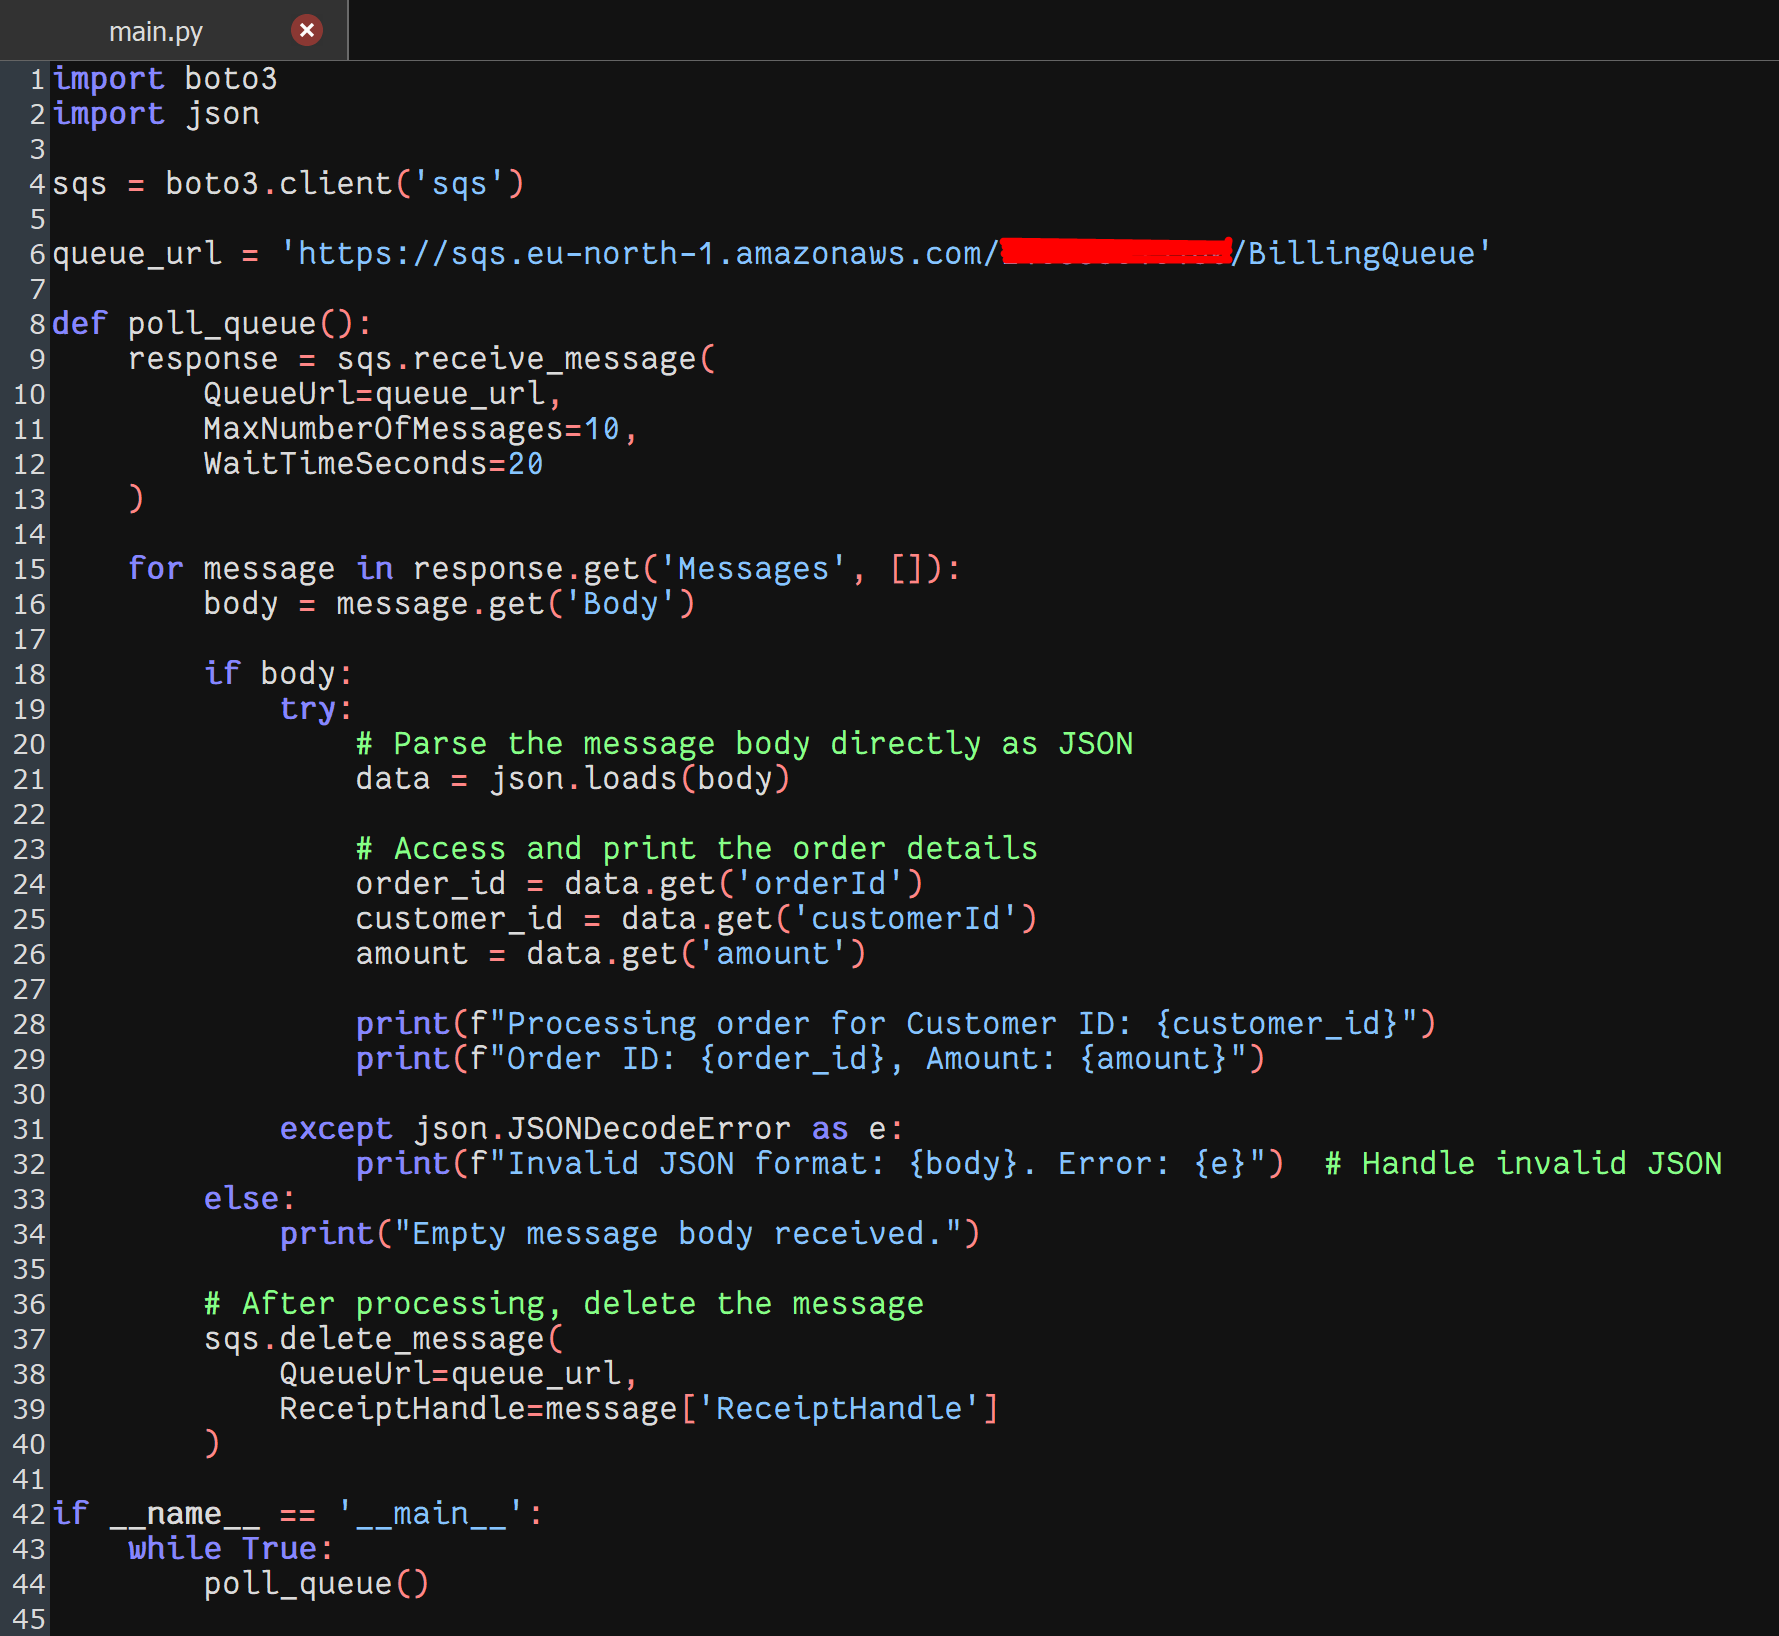 main.py
1 import boto3
2 import json
3
4 sqs = boto3.client('sqs')
5
6 queue_url = 'https://sqs.eu-north-1.amazonaws.com/ /BillingQueue'
7
8 def poll_queue():
9     response = sqs.receive_message(
10         QueueUrl=queue_url,
11         MaxNumberOfMessages=10,
12         WaitTimeSeconds=20
13     )
14
15     for message in response.get('Messages', []):
16         body = message.get('Body')
17
18         if body:
19             try:
20                 # Parse the message body directly as JSON
21                 data = json.loads(body)
22
23                 # Access and print the order details
24                 order_id = data.get('orderId')
25                 customer_id = data.get('customerId')
26                 amount = data.get('amount')
27
28                 print(f"Processing order for Customer ID: {customer_id}")
29                 print(f"Order ID: {order_id}, Amount: {amount}")
30
31             except json.JSONDecodeError as e:
32                 print(f"Invalid JSON format: {body}. Error: {e}")  # Handle invalid JSON
33         else:
34             print("Empty message body received.")
35
36         # After processing, delete the message
37         sqs.delete_message(
38             QueueUrl=queue_url,
39             ReceiptHandle=message['ReceiptHandle']
40         )
41
42 if __name__ == '__main__':
43     while True:
44         poll_queue()
45